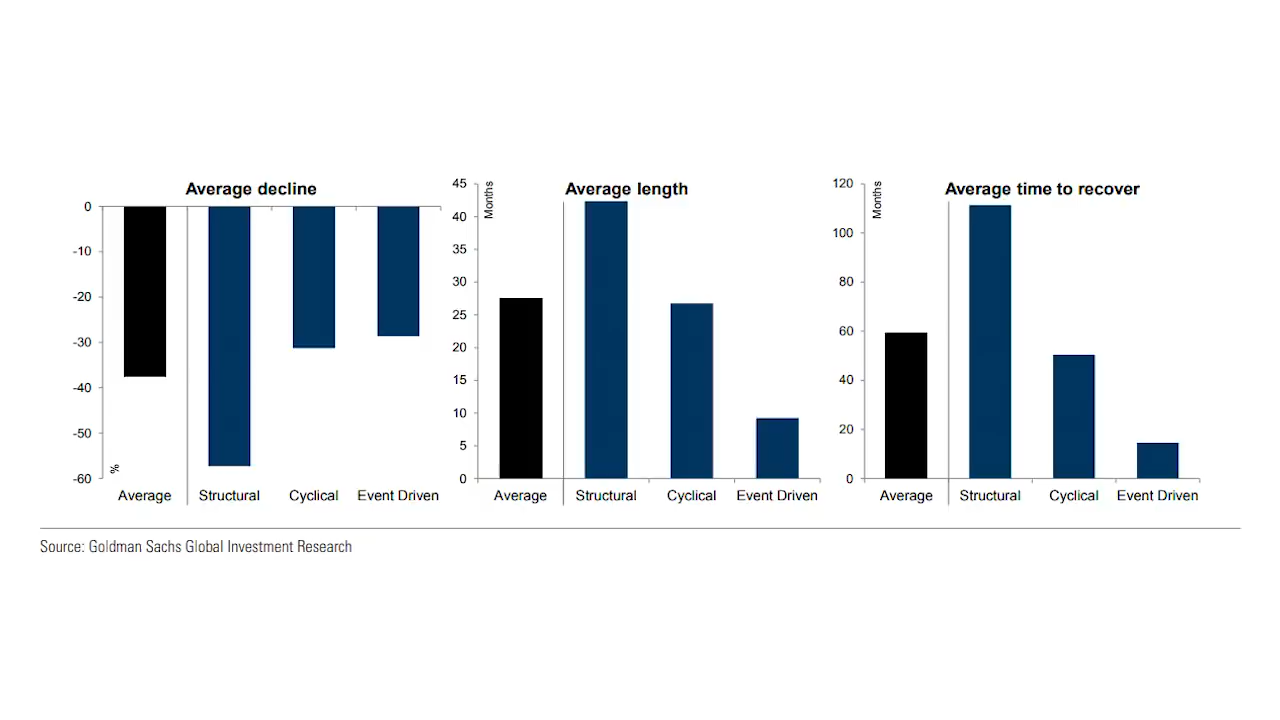 Average decline
0
-10
-20
-30
-40
-50
-60
%
Average Structural Cyclical Event Driven
Average length
Months
45
40
35
30
25
20
15
10
5
0
Average Structural Cyclical Event Driven
Average time to recover
Months
120
100
80
60
40
20
0
Average Structural Cyclical Event Driven
Source: Goldman Sachs Global Investment Research